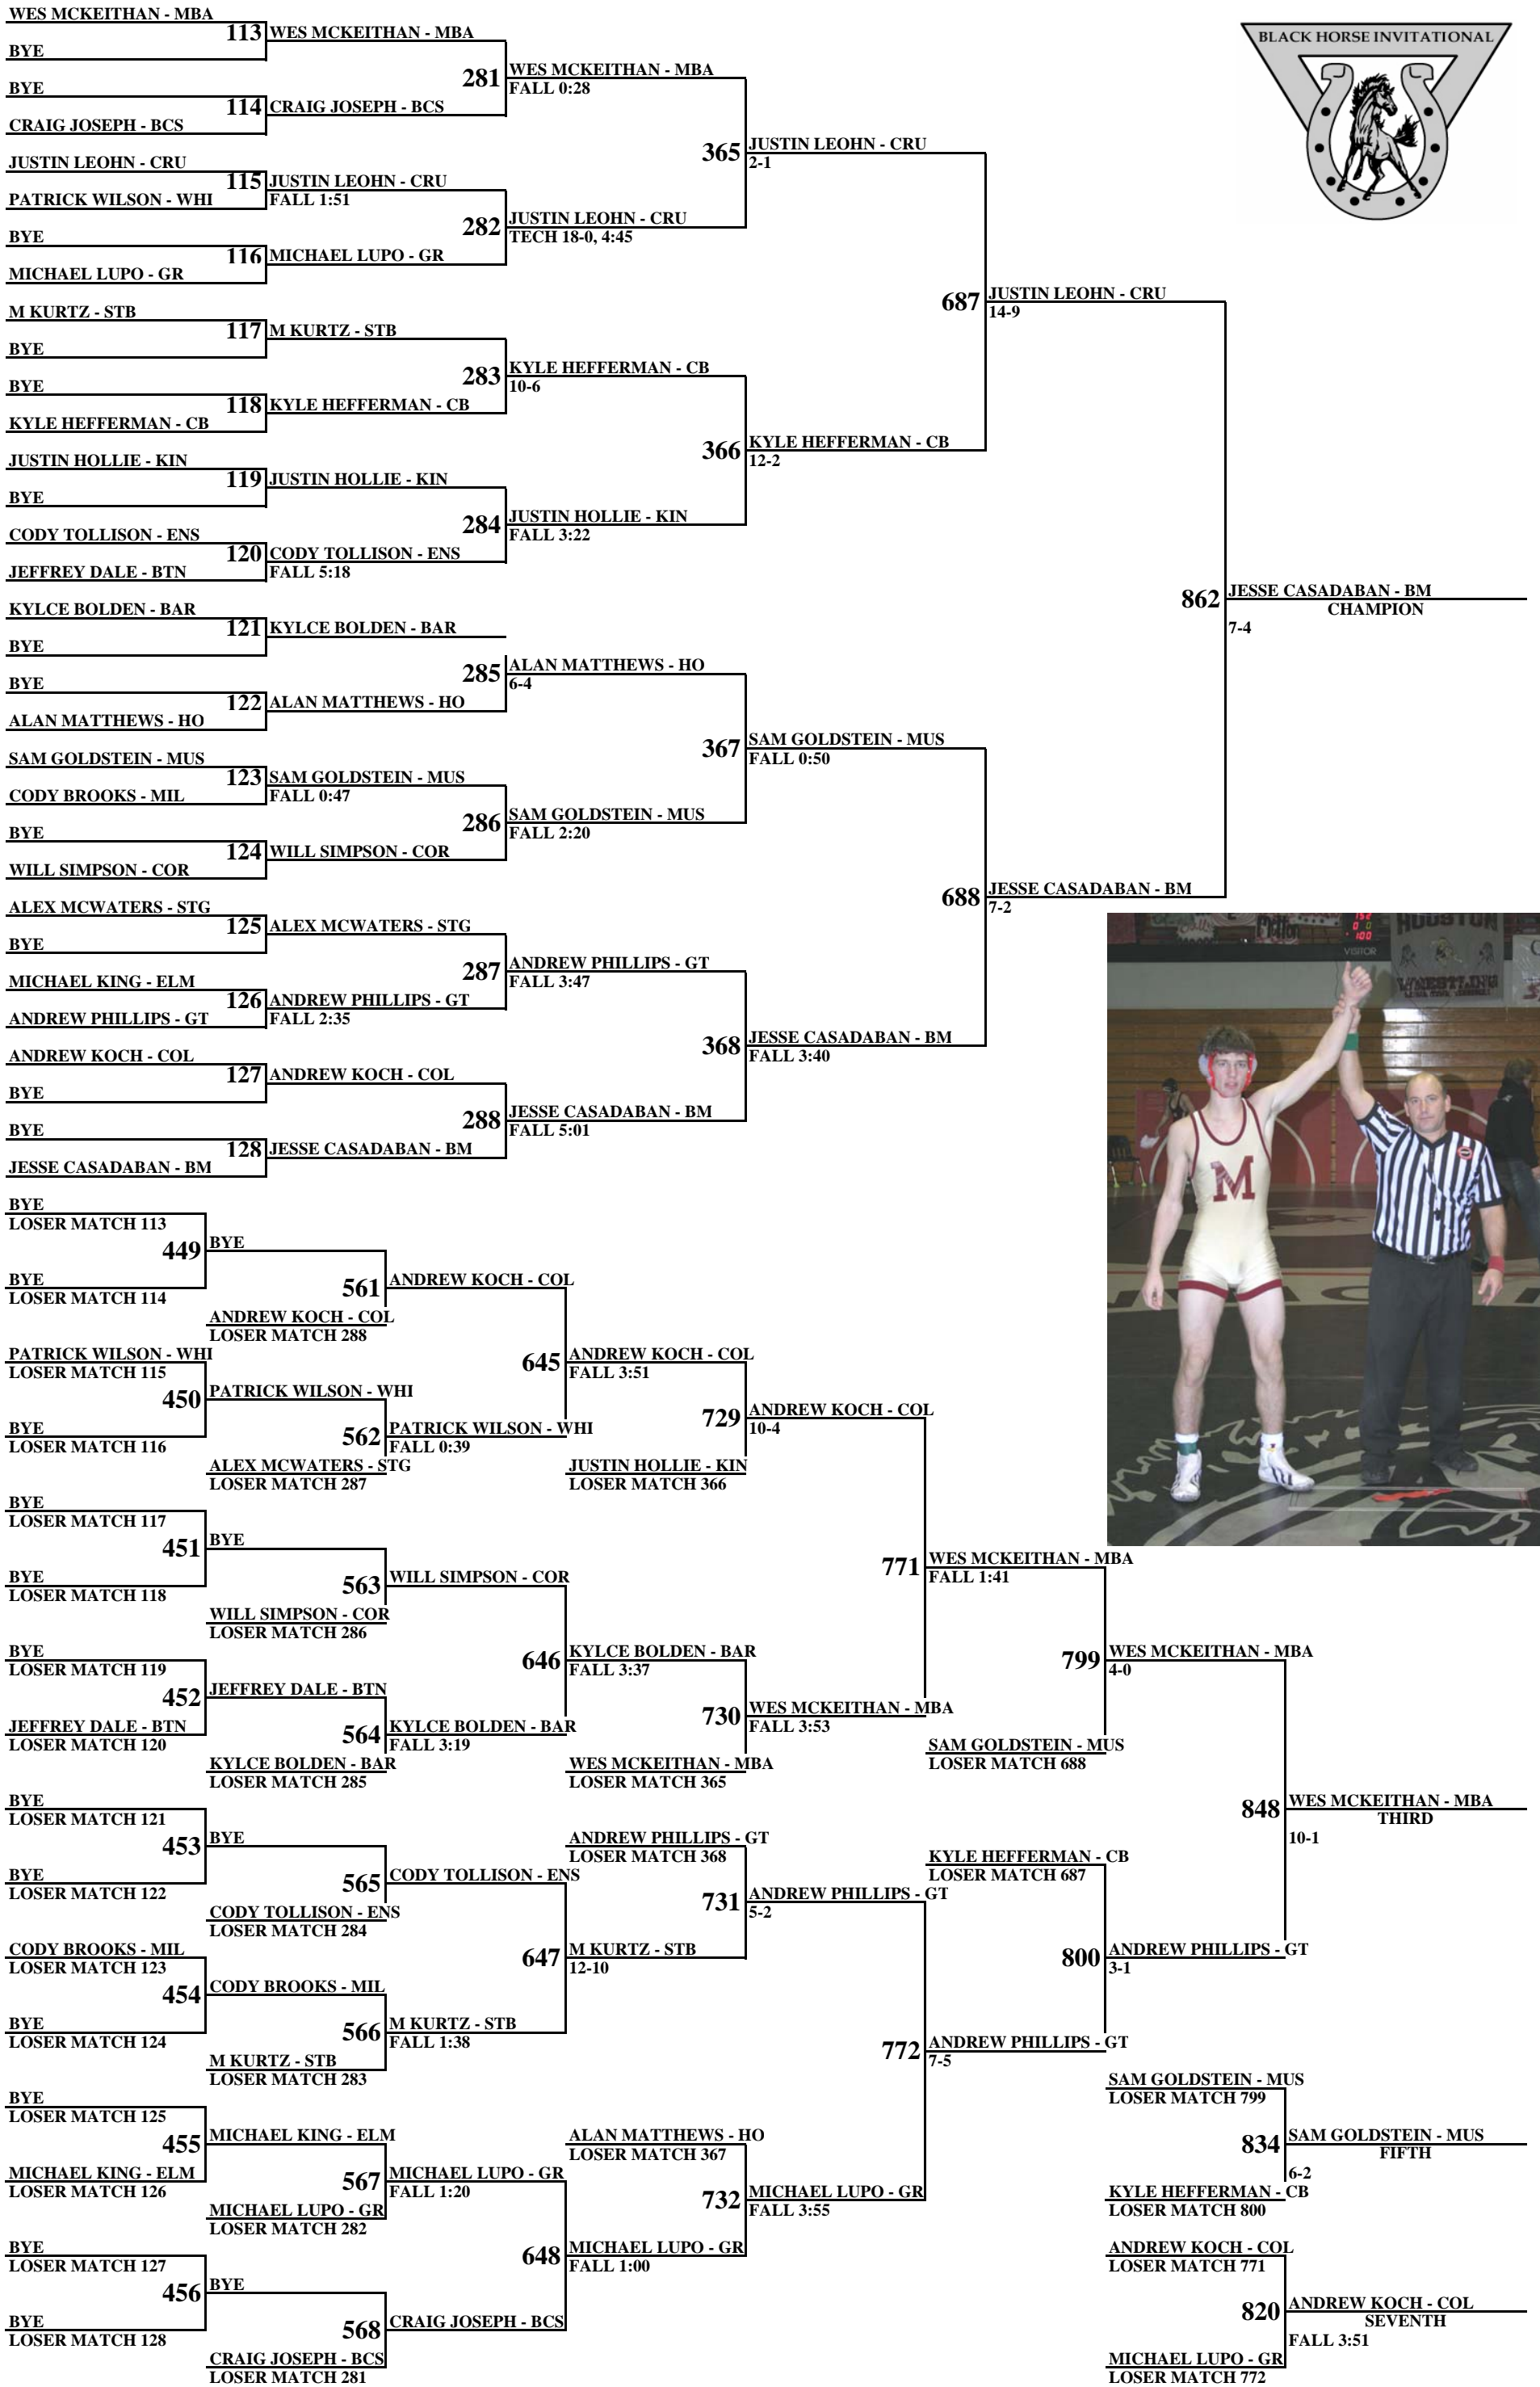 BLACK HORSE INVITATIONAL
WES MCKEITHAN - MBA
BYE
113
WES MCKEITHAN - MBA
BYE
CRAIG JOSEPH - BCS
114
CRAIG JOSEPH - BCS
281
WES MCKEITHAN - MBA
FALL 0:28
JUSTIN LEOHN - CRU
PATRICK WILSON - WHI
115
JUSTIN LEOHN - CRU
FALL 1:51
BYE
MICHAEL LUPO - GR
116
MICHAEL LUPO - GR
282
JUSTIN LEOHN - CRU
TECH 18-0, 4:45
365
JUSTIN LEOHN - CRU
2-1
M KURTZ - STB
BYE
117
M KURTZ - STB
BYE
KYLE HEFFERMAN - CB
118
KYLE HEFFERMAN - CB
283
KYLE HEFFERMAN - CB
10-6
JUSTIN HOLLIE - KIN
BYE
119
JUSTIN HOLLIE - KIN
CODY TOLLISON - ENS
JEFFREY DALE - BTN
120
CODY TOLLISON - ENS
FALL 5:18
284
JUSTIN HOLLIE - KIN
FALL 3:22
366
KYLE HEFFERMAN - CB
12-2
687
JUSTIN LEOHN - CRU
14-9
KYLCE BOLDEN - BAR
BYE
121
KYLCE BOLDEN - BAR
BYE
ALAN MATTHEWS - HO
122
ALAN MATTHEWS - HO
285
ALAN MATTHEWS - HO
6-4
SAM GOLDSTEIN - MUS
CODY BROOKS - MIL
123
SAM GOLDSTEIN - MUS
FALL 0:47
BYE
WILL SIMPSON - COR
124
WILL SIMPSON - COR
286
SAM GOLDSTEIN - MUS
FALL 2:20
367
SAM GOLDSTEIN - MUS
FALL 0:50
ALEX MCWATERS - STG
BYE
125
ALEX MCWATERS - STG
MICHAEL KING - ELM
ANDREW PHILLIPS - GT
126
ANDREW PHILLIPS - GT
FALL 2:35
287
ANDREW PHILLIPS - GT
FALL 3:47
ANDREW KOCH - COL
BYE
127
ANDREW KOCH - COL
BYE
JESSE CASADABAN - BM
128
JESSE CASADABAN - BM
288
JESSE CASADABAN - BM
FALL 5:01
368
JESSE CASADABAN - BM
FALL 3:40
688
JESSE CASADABAN - BM
7-2
862
JESSE CASADABAN - BM
CHAMPION
7-4
VISITOR
HOUSTON
WRESTLING
M
BYE
LOSER MATCH 113
449
BYE
BYE
LOSER MATCH 114
ANDREW KOCH - COL
LOSER MATCH 288
561
ANDREW KOCH - COL
PATRICK WILSON - WHI
LOSER MATCH 115
450
PATRICK WILSON - WHI
BYE
LOSER MATCH 116
ALEX MCWATERS - STG
LOSER MATCH 287
562
PATRICK WILSON - WHI
FALL 0:39
645
ANDREW KOCH - COL
FALL 3:51
JUSTIN HOLLIE - KIN
LOSER MATCH 366
729
ANDREW KOCH - COL
10-4
BYE
LOSER MATCH 117
451
BYE
BYE
LOSER MATCH 118
WILL SIMPSON - COR
LOSER MATCH 286
563
WILL SIMPSON - COR
BYE
LOSER MATCH 119
452
JEFFREY DALE - BTN
JEFFREY DALE - BTN
LOSER MATCH 120
KYLCE BOLDEN - BAR
LOSER MATCH 285
564
KYLCE BOLDEN - BAR
FALL 3:19
646
KYLCE BOLDEN - BAR
FALL 3:37
WES MCKEITHAN - MBA
LOSER MATCH 365
730
WES MCKEITHAN - MBA
FALL 3:53
771
WES MCKEITHAN - MBA
FALL 1:41
SAM GOLDSTEIN - MUS
LOSER MATCH 688
799
WES MCKEITHAN - MBA
4-0
BYE
LOSER MATCH 121
453
BYE
BYE
LOSER MATCH 122
CODY TOLLISON - ENS
LOSER MATCH 284
565
CODY TOLLISON - ENS
CODY BROOKS - MIL
LOSER MATCH 123
454
CODY BROOKS - MIL
BYE
LOSER MATCH 124
M KURTZ - STB
LOSER MATCH 283
566
M KURTZ - STB
FALL 1:38
647
M KURTZ - STB
12-10
ANDREW PHILLIPS - GT
LOSER MATCH 368
731
ANDREW PHILLIPS - GT
5-2
BYE
LOSER MATCH 125
455
MICHAEL KING - ELM
MICHAEL KING - ELM
LOSER MATCH 126
MICHAEL LUPO - GR
LOSER MATCH 282
567
MICHAEL LUPO - GR
FALL 1:20
BYE
LOSER MATCH 127
456
BYE
BYE
LOSER MATCH 128
CRAIG JOSEPH - BCS
LOSER MATCH 281
568
CRAIG JOSEPH - BCS
648
MICHAEL LUPO - GR
FALL 1:00
ALAN MATTHEWS - HO
LOSER MATCH 367
732
MICHAEL LUPO - GR
FALL 3:55
772
ANDREW PHILLIPS - GT
7-5
KYLE HEFFERMAN - CB
LOSER MATCH 687
800
ANDREW PHILLIPS - GT
3-1
848
WES MCKEITHAN - MBA
THIRD
10-1
SAM GOLDSTEIN - MUS
LOSER MATCH 799
834
SAM GOLDSTEIN - MUS
FIFTH
6-2
KYLE HEFFERMAN - CB
LOSER MATCH 800
ANDREW KOCH - COL
LOSER MATCH 771
820
ANDREW KOCH - COL
SEVENTH
FALL 3:51
MICHAEL LUPO - GR
LOSER MATCH 772